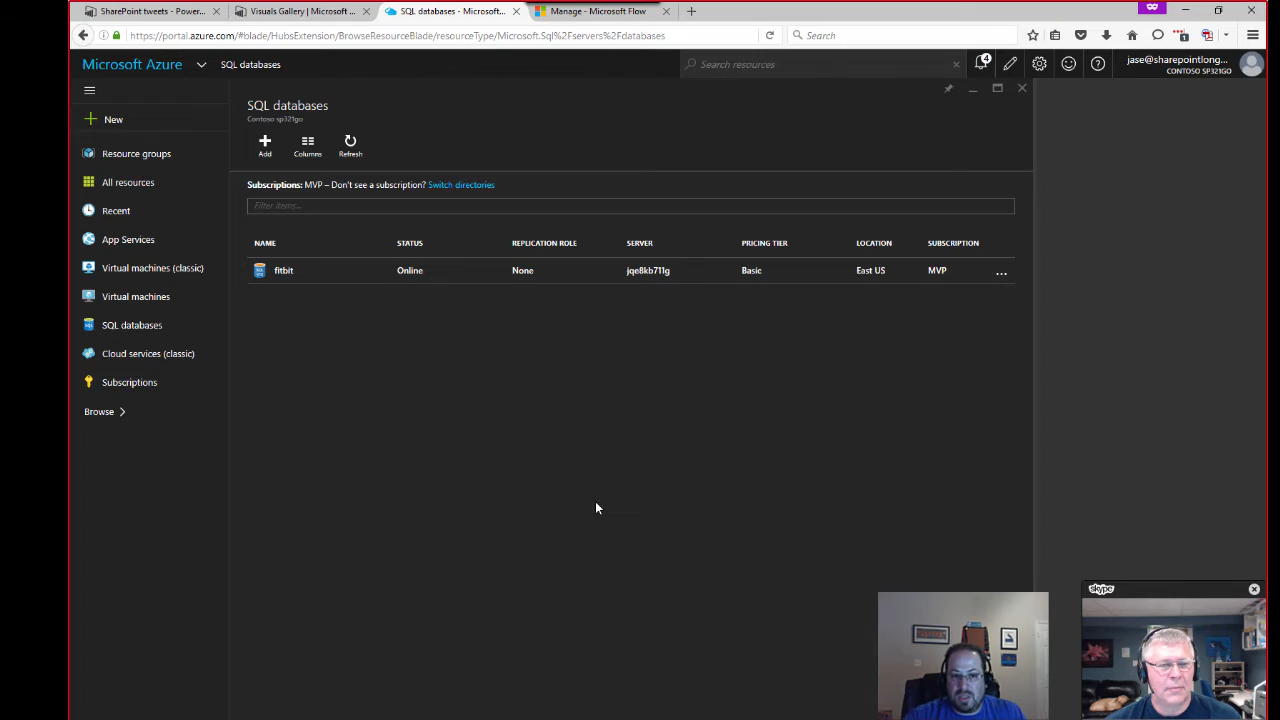 SharePoint tweets - Power...
Visuals Gallery | Microsoft ...
SQL databases - Microsoft...
Manage - Microsoft Flow
https://portal.azure.com/#blade/HubsExtension/BrowseResourceBlade/resourceType/Microsoft.Sql%2Fservers%2Fdatabases
Search
Microsoft Azure
SQL databases
Search resources
4
jase@sharepointlong...
CONTOSO SP321GO
New
Resource groups
All resources
Recent
App Services
Virtual machines (classic)
Virtual machines
SQL databases
Cloud services (classic)
Subscriptions
Browse >
SQL databases
Contoso sp321go
Add Columns Refresh
Subscriptions: MVP – Don't see a subscription? Switch directories
Filter items...
NAME STATUS REPLICATION ROLE SERVER PRICING TIER LOCATION SUBSCRIPTION
fitbit Online None jqe8kb711g Basic East US MVP ...
skype